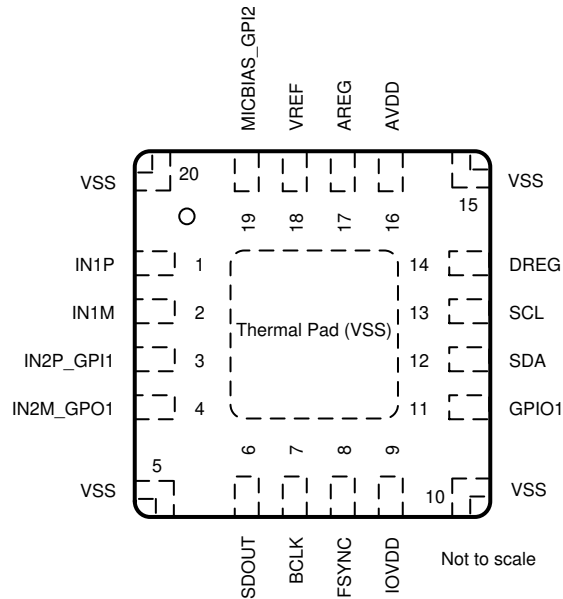 MICBIAS_GPI2
VREF
AREG
AVDD
VSS
20
19
18
17
16
15
VSS
IN1P
1
14
DREG
IN1M
2
13
SCL
Thermal Pad (VSS)
IN2P_GPI1
3
12
SDA
IN2M_GPO1
4
11
GPIO1
VSS
5
6
7
8
9
10
VSS
SDOUT
BCLK
FSYNC
IOVDD
Not to scale